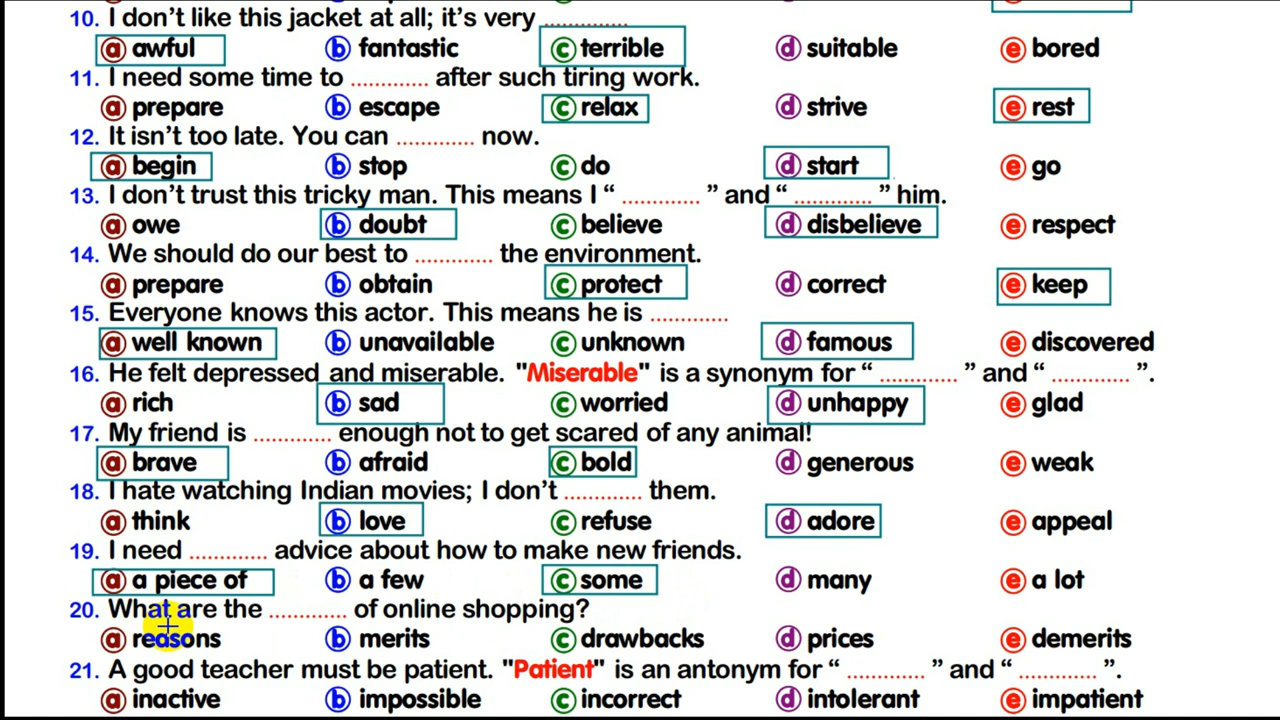 10. I don't like this jacket at all; it's very .............
a awful b fantastic c terrible d suitable e bored
11. I need some time to ............. after such tiring work.
a prepare b escape c relax d strive e rest
12. It isn't too late. You can ............. now.
a begin b stop c do d start e go
13. I don't trust this tricky man. This means I “ ............. ” and “ ............. ” him.
a owe b doubt c believe d disbelieve e respect
14. We should do our best to ............. the environment.
a prepare b obtain c protect d correct e keep
15. Everyone knows this actor. This means he is .............
a well known b unavailable c unknown d famous e discovered
16. He felt depressed and miserable. "Miserable" is a synonym for “ ............. ” and “ ............. ”.
a rich b sad c worried d unhappy e glad
17. My friend is ............. enough not to get scared of any animal!
a brave b afraid c bold d generous e weak
18. I hate watching Indian movies; I don't ............. them.
a think b love c refuse d adore e appeal
19. I need ............. advice about how to make new friends.
a a piece of b a few c some d many e a lot
20. What are the ............. of online shopping?
a reasons b merits c drawbacks d prices e demerits
21. A good teacher must be patient. "Patient" is an antonym for “ ............. ” and “ ............. ”.
a inactive b impossible c incorrect d intolerant e impatient